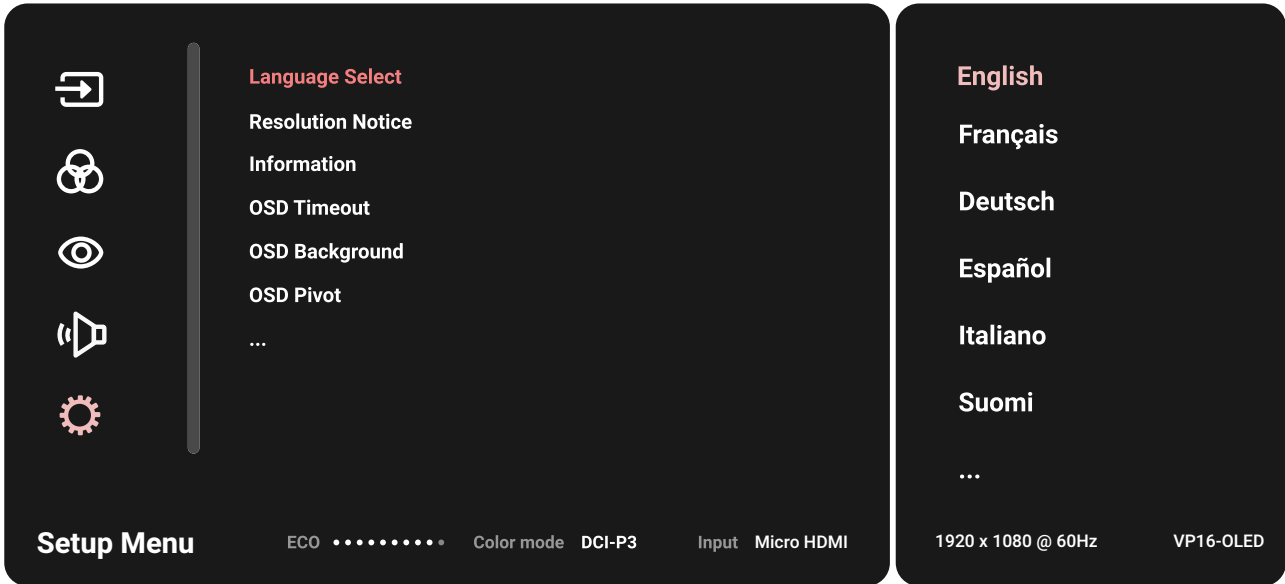 Language Select
Resolution Notice
Information
OSD Timeout
OSD Background
OSD Pivot
...
English
Français
Deutsch
Español
Italiano
Suomi
...
Setup Menu ECO Color mode DCI-P3 Input Micro HDMI
1920 x 1080 @ 60Hz VP16-OLED